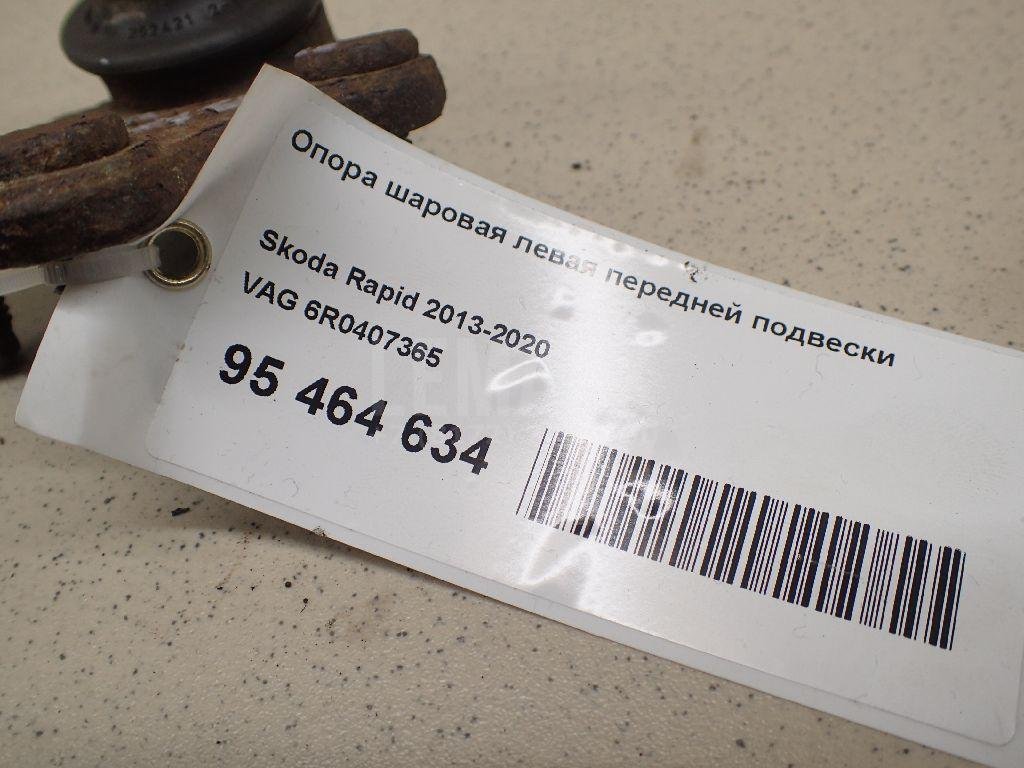 Опора шаровая левая передней подвески
Skoda Rapid 2013-2020
VAG 6R0407365
95 464 634